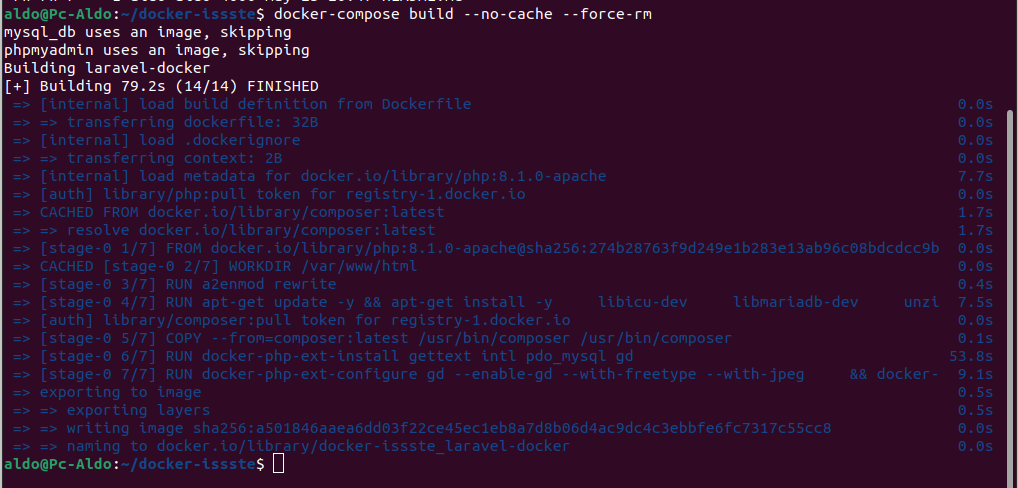 aldo@Pc-Aldo:~/docker-issste$ docker-compose build --no-cache --force-rm
mysql_db uses an image, skipping
phpmyadmin uses an image, skipping
Building laravel-docker
[+] Building 79.2s (14/14) FINISHED
=> [internal] load build definition from Dockerfile 0.0s
=> => transferring dockerfile: 32B 0.0s
=> [internal] load .dockerignore 0.0s
=> => transferring context: 2B 0.0s
=> [internal] load metadata for docker.io/library/php:8.1.0-apache 7.7s
=> [auth] library/php:pull token for registry-1.docker.io 0.0s
=> CACHED FROM docker.io/library/composer:latest 1.7s
=> => resolve docker.io/library/composer:latest 1.7s
=> [stage-0 1/7] FROM docker.io/library/php:8.1.0-apache@sha256:274b28763f9d249e1b283e13ab96c08bdcdcc9b 0.0s
=> CACHED [stage-0 2/7] WORKDIR /var/www/html 0.0s
=> [stage-0 3/7] RUN a2enmod rewrite 0.4s
=> [stage-0 4/7] RUN apt-get update -y && apt-get install -y libicu-dev libmariadb-dev unzi 7.5s
=> [auth] library/composer:pull token for registry-1.docker.io 0.0s
=> [stage-0 5/7] COPY --from=composer:latest /usr/bin/composer /usr/bin/composer 0.1s
=> [stage-0 6/7] RUN docker-php-ext-install gettext intl pdo_mysql gd 53.8s
=> [stage-0 7/7] RUN docker-php-ext-configure gd --enable-gd --with-freetype --with-jpeg && docker- 9.1s
=> exporting to image 0.5s
=> => exporting layers 0.5s
=> => writing image sha256:a501846aaea6dd03f22ce45ec1eb8a7d8b06d4ac9dc4c3ebbfe6fc7317c55cc8 0.0s
=> => naming to docker.io/library/docker-issste_laravel-docker 0.0s
aldo@Pc-Aldo:~/docker-issste$